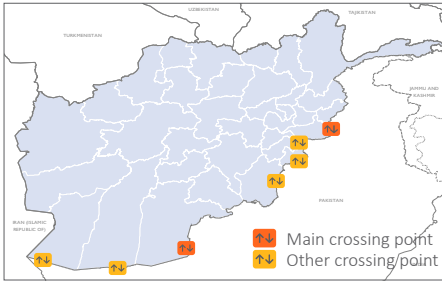 UZBEKISTAN
TAJIKISTAN
TURKMENISTAN
JAMMU AND
KASHMIR
PAKISTAN
IRAN (ISLAMIC
REPUBLIC OF)
Main crossing point
Other crossing point